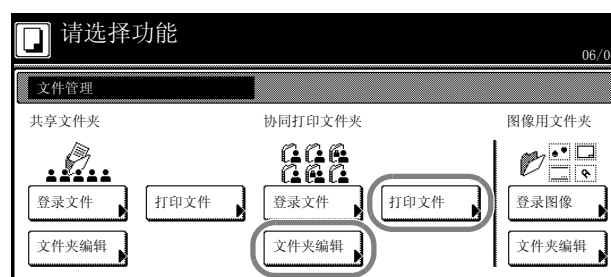 请选择功能
06/0
文件管理
共享文件夹 协同打印文件夹 图像用文件夹
登录文件 打印文件 登录文件 打印文件 登录图像
文件夹编辑 文件夹编辑 文件夹编辑